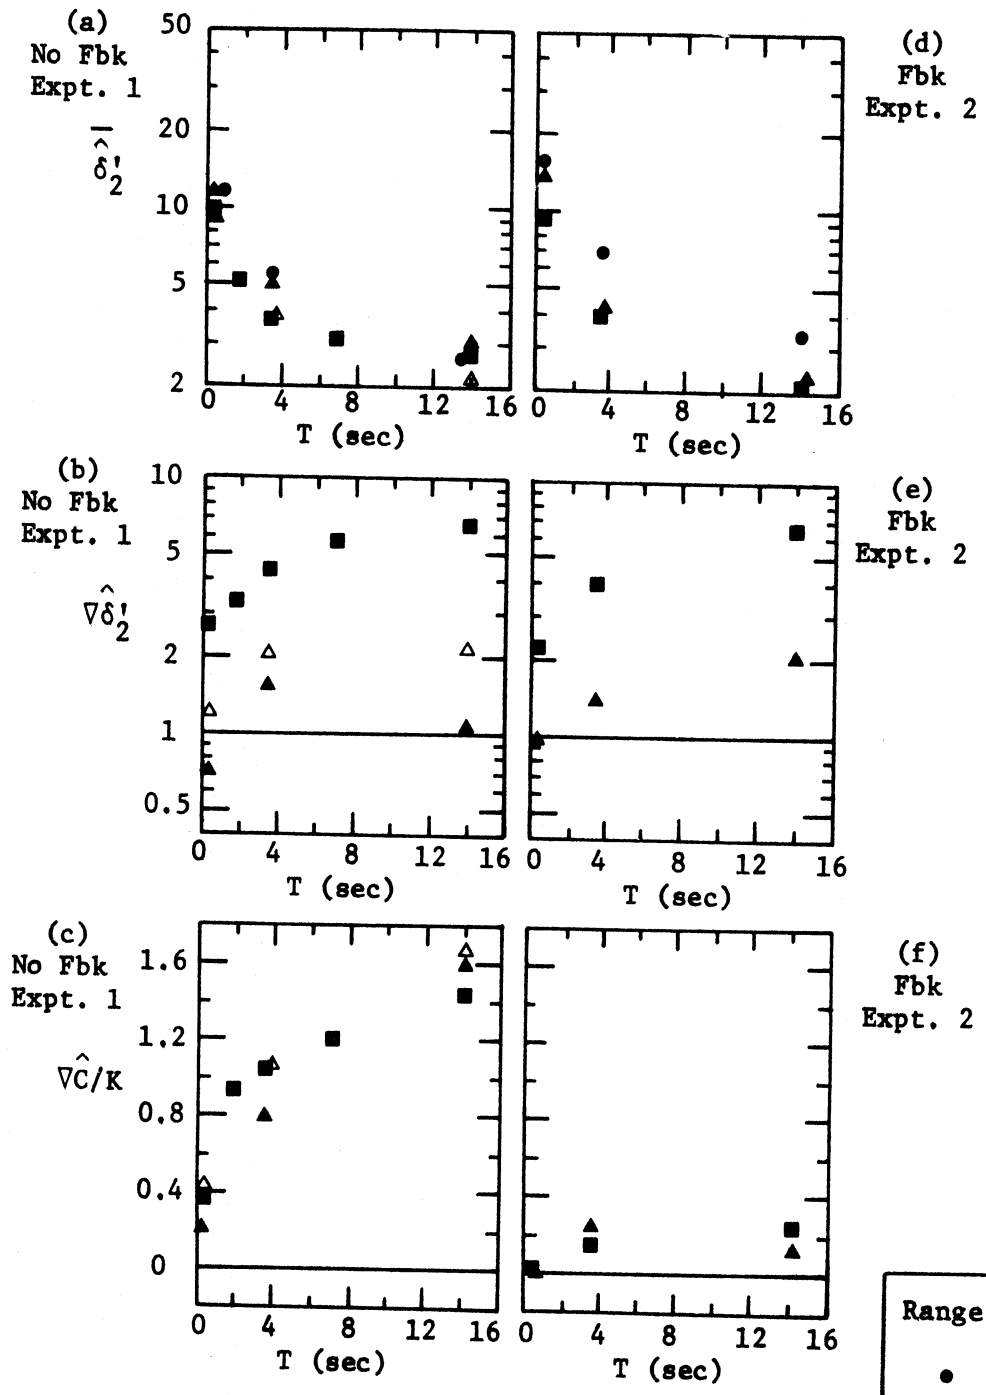 (a)
No Fbk
Expt. 1
δ̂'₂
50
20
10
5
2
0 4 8 12 16
T (sec)
(d)
Fbk
Expt. 2
0 4 8 12 16
T (sec)
(b)
No Fbk
Expt. 1
∇δ̂'₂
10
5
2
1
0.5
0 4 8 12 16
T (sec)
(e)
Fbk
Expt. 2
0 4 8 12 16
T (sec)
(c)
No Fbk
Expt. 1
∇Ĉ/K
1.6
1.2
0.8
0.4
0
0 4 8 12 16
T (sec)
(f)
Fbk
Expt. 2
0 4 8 12 16
T (sec)
Range